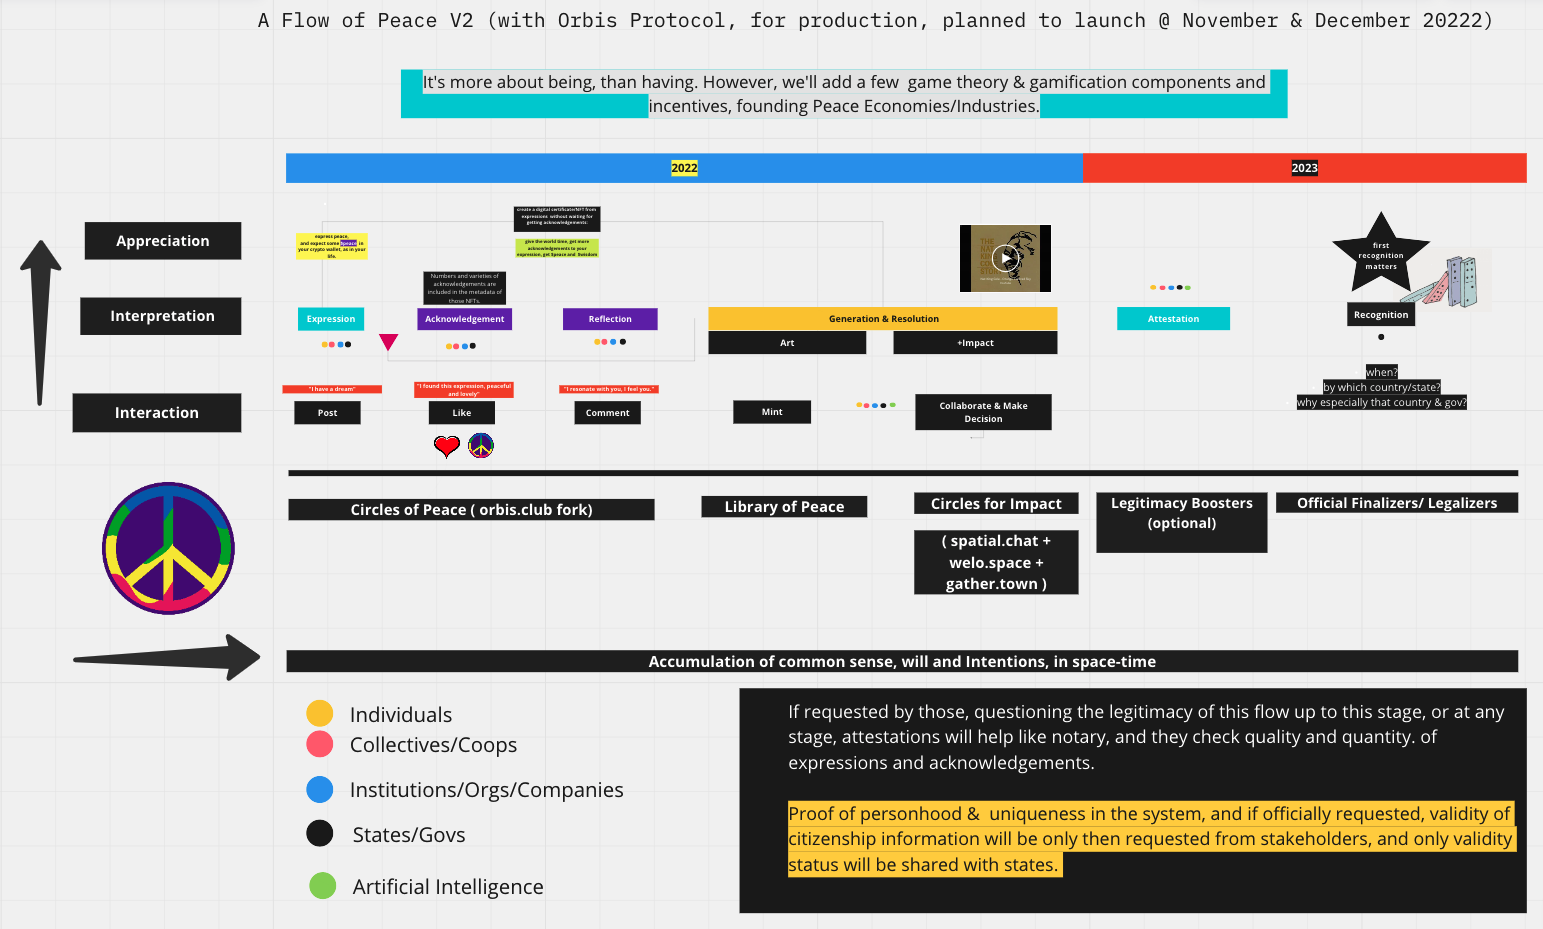 A Flow of Peace V2 (with Orbis Protocol, for production, planned to launch @ November & December 20222)
It's more about being, than having. However, we'll add a few  game theory & gamification components and
incentives, founding Peace Economies/Industries.
2022
2023
Appreciation
create a digital certificate/NFT from
expressions  without waiting for
getting acknowledgements:
express peace,
and expect some $peace in
your crypto wallet, as in your
life.
give the world time, get more
acknowledgements to your
expression, get $peace and  $wisdom
first
recognition
matters
Numbers and varieties of
acknowledgements are
included in the metadata of
those NFTs.
Interpretation
Expression
Acknowledgement
Reflection
Generation & Resolution
Art
+Impact
Attestation
Recognition
when?
by which country/state?
why especially that country & gov?
"I have a dream"
"I found this expression, peaceful
and lovely"
"I resonate with you, I feel you."
Interaction
Post
Like
Comment
Mint
Collaborate & Make
Decision
Circles of Peace ( orbis.club fork)
Library of Peace
Circles for Impact
( spatial.chat +
welo.space +
gather.town )
Legitimacy Boosters
(optional)
Official Finalizers/ Legalizers
Accumulation of common sense, will and Intentions, in space-time
Individuals
Collectives/Coops
Institutions/Orgs/Companies
States/Govs
Artificial Intelligence
If requested by those, questioning the legitimacy of this flow up to this stage, or at any
stage, attestations will help like notary, and they check quality and quantity. of
expressions and acknowledgements.
Proof of personhood &  uniqueness in the system, and if officially requested, validity of
citizenship information will be only then requested from stakeholders, and only validity
status will be shared with states.